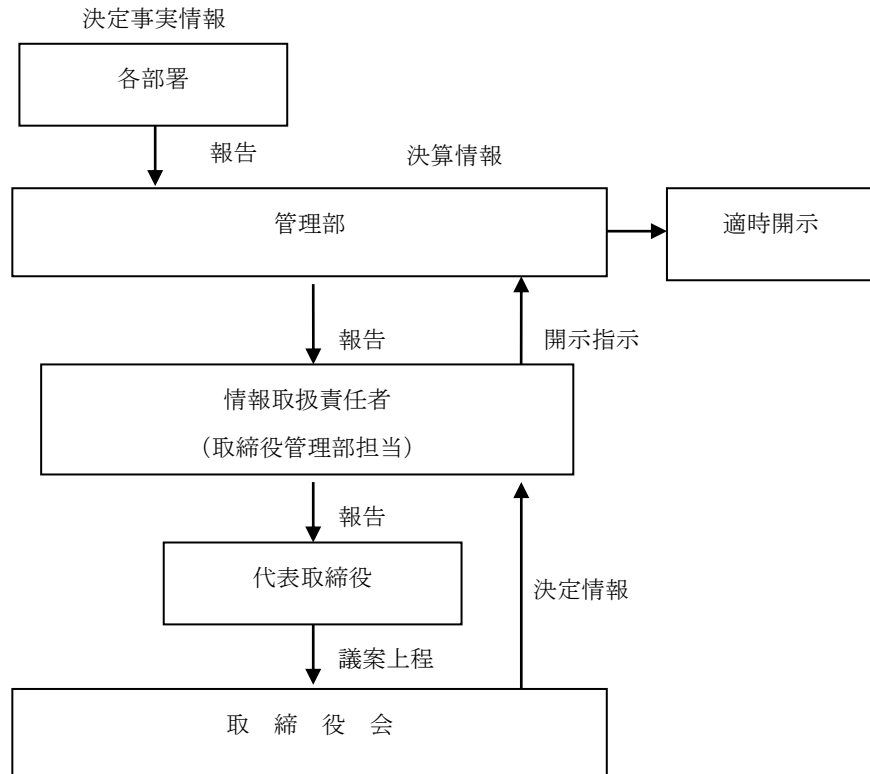 決定事実情報
各部署
報告
決算情報
管理部
適時開示
報告
開示指示
情報取扱責任者
（取締役管理部担当）
報告
代表取締役
決定情報
議案上程
取　締　役　会